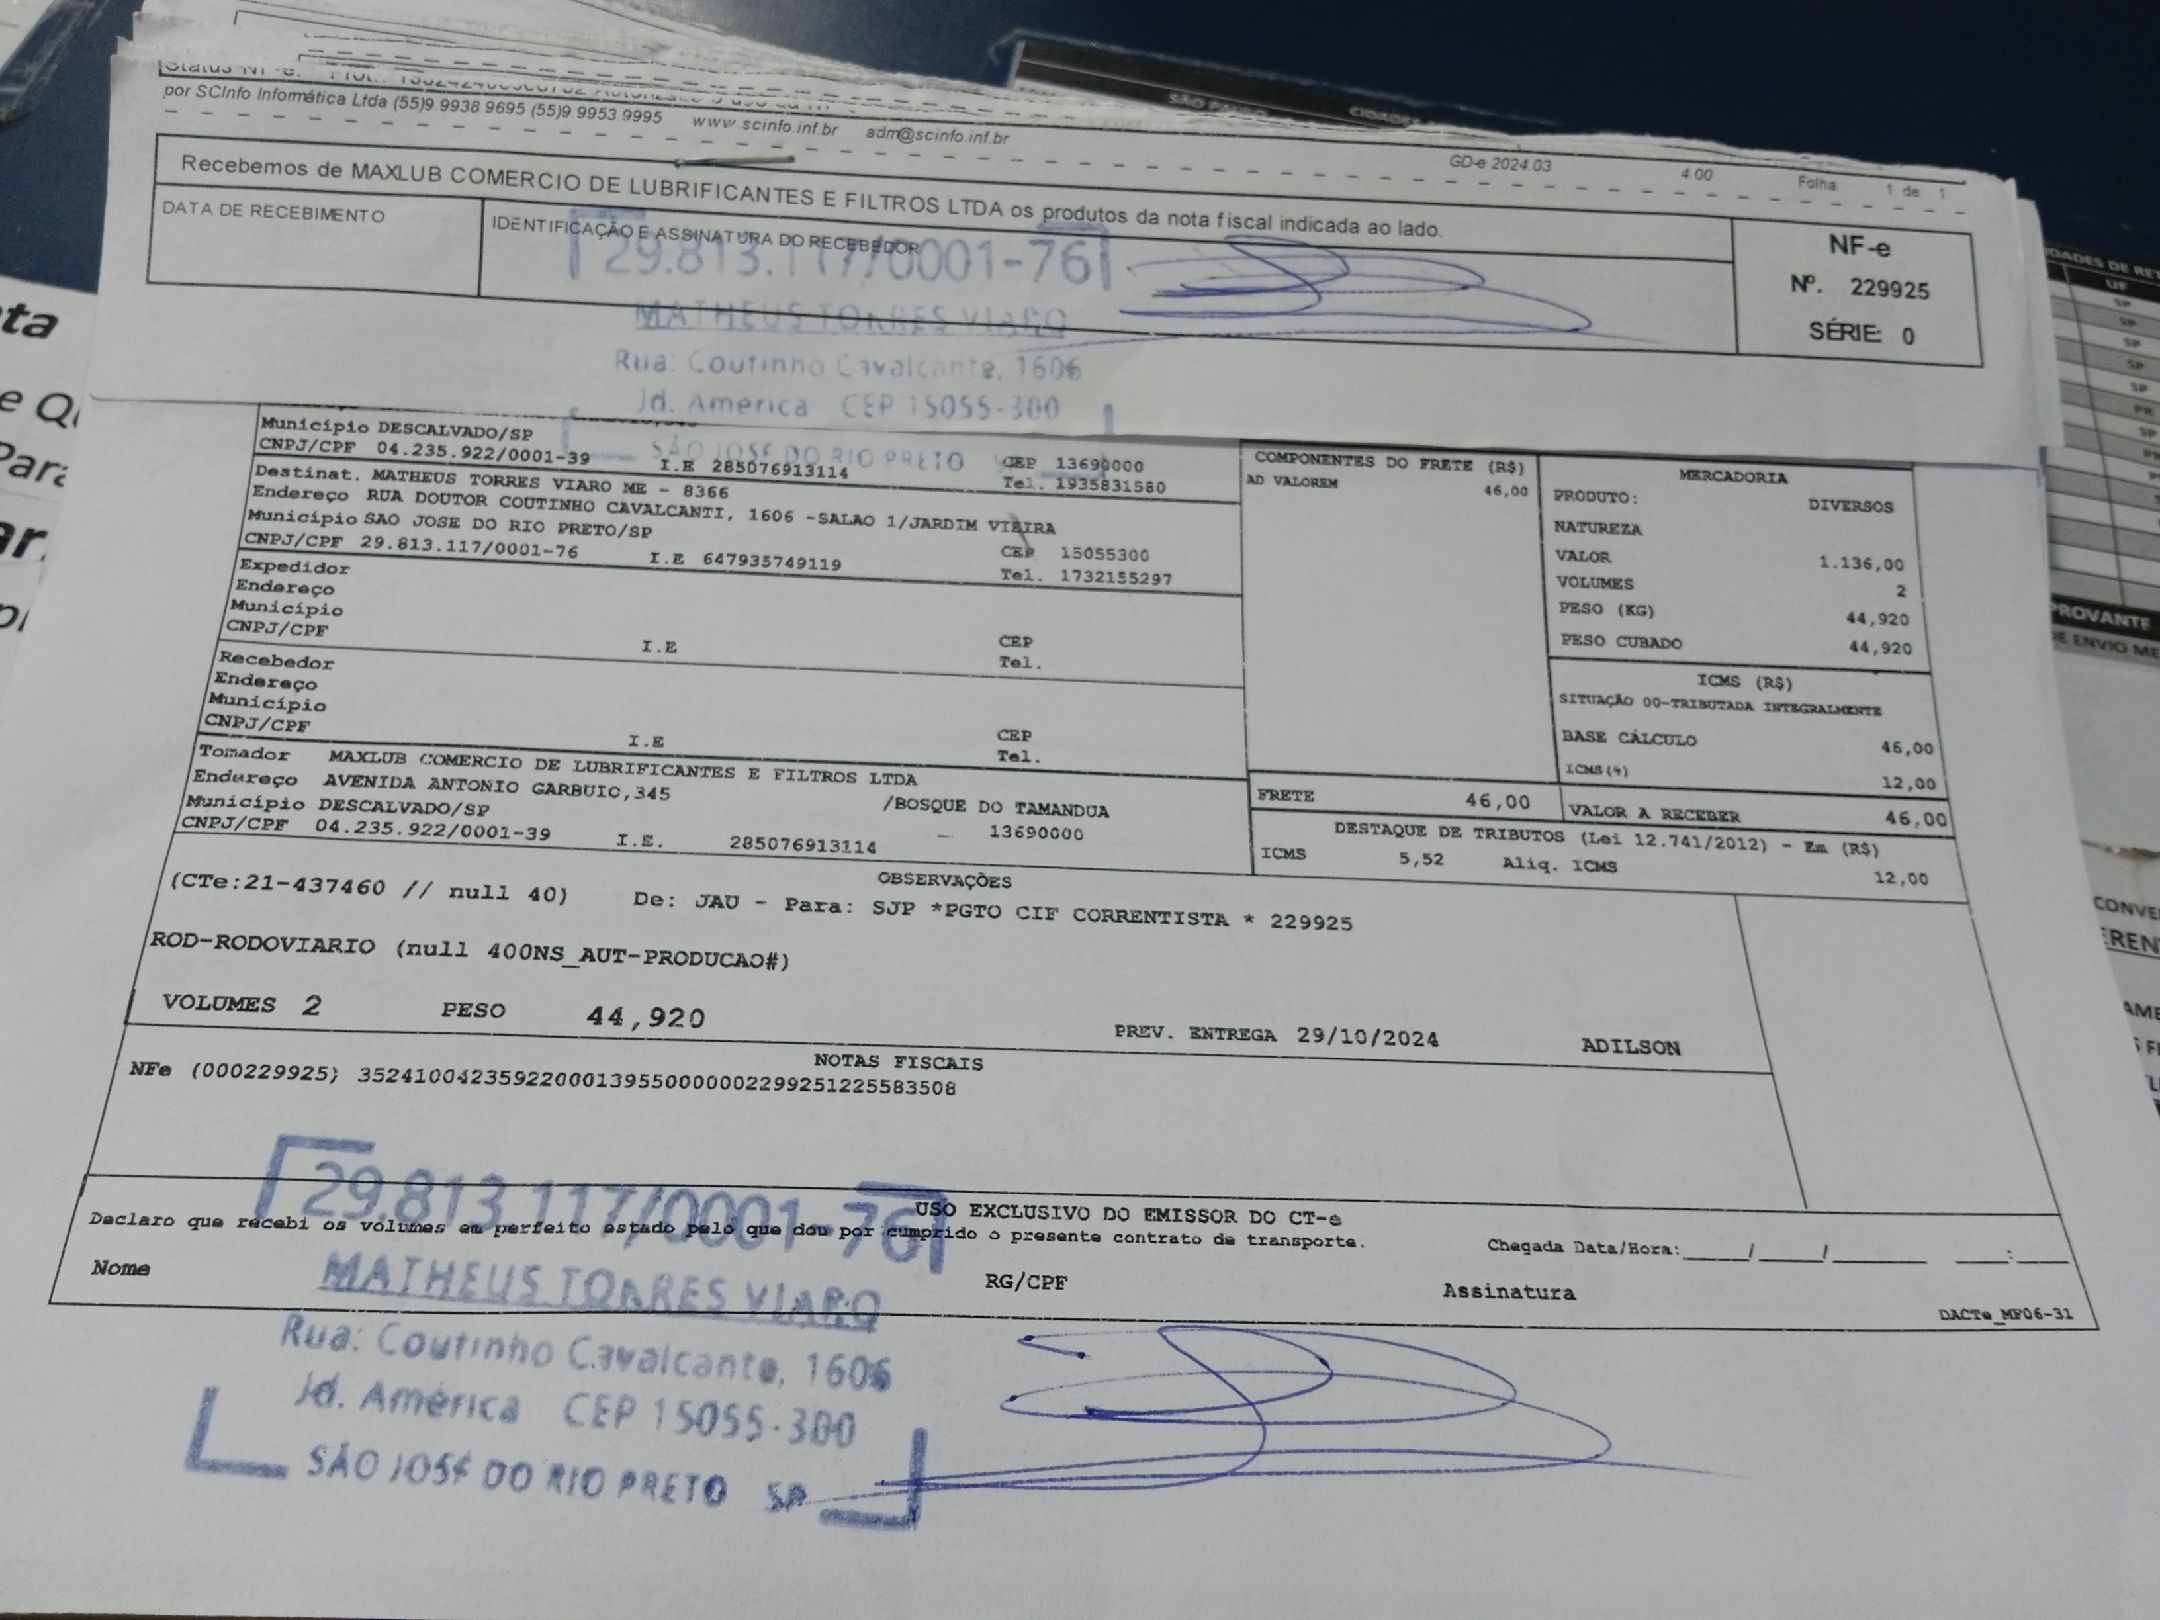 por SCInfo Informática Ltda (55)9 9938 9695 (55)9.9953.9995 www.scinfo.inf.br adm@scinfo.inf.br
GD-e 2024.03 4.00 Folha 1 de 1
Recebemos de MAXLUB COMERCIO DE LUBRIFICANTES E FILTROS LTDA os produtos da nota fiscal indicada ao lado.
DATA DE RECEBIMENTO
IDENTIFICAÇÃO E ASSINATURA DO RECEBEDOR
NF-e
Nº. 229925
SÉRIE: 0
29.813.117/0001-76
MATHEUS TORRES VIARO
Rua: Coutinho Cavalcante, 1606
Jd. América CEP 15055-300
SÃO JOSÉ DO RIO PRETO
Município DESCALVADO/SP
CEP 13690000
CNPJ/CPF 04.235.922/0001-39 I.E 285076913114 Tel. 1935831580
Destinat. MATHEUS TORRES VIARO ME - 8366
Endereço RUA DOUTOR COUTINHO CAVALCANTI, 1606 -SALAO 1/JARDIM VIEIRA
Município SAO JOSE DO RIO PRETO/SP CEP 15055300
CNPJ/CPF 29.813.117/0001-76 I.E 647935749119 Tel. 1732155297
Expedidor
Endereço
Município CEP
CNPJ/CPF I.E Tel.
Recebedor
Endereço
Município CEP
CNPJ/CPF I.E Tel.
Tomador MAXLUB COMERCIO DE LUBRIFICANTES E FILTROS LTDA
Endereço AVENIDA ANTONIO GARBUIO,345 /BOSQUE DO TAMANDUA
Município DESCALVADO/SP 13690000
CNPJ/CPF 04.235.922/0001-39 I.E. 285076913114
COMPONENTES DO FRETE (R$)
AD VALOREM 46,00
MERCADORIA
PRODUTO: DIVERSOS
NATUREZA
VALOR 1.136,00
VOLUMES 2
PESO (KG) 44,920
PESO CUBADO 44,920
ICMS (R$)
SITUAÇÃO 00-TRIBUTADA INTEGRALMENTE
BASE CÁLCULO 46,00
ICMS(%) 12,00
FRETE 46,00 VALOR A RECEBER 46,00
DESTAQUE DE TRIBUTOS (Lei 12.741/2012) - Em (R$)
ICMS 5,52 Aliq. ICMS 12,00
OBSERVAÇÕES
(CTe:21-437460 // null 40) De: JAU - Para: SJP *PGTO CIF CORRENTISTA * 229925
ROD-RODOVIARIO (null 400NS_AUT-PRODUCAO#)
VOLUMES 2 PESO 44,920 PREV. ENTREGA 29/10/2024 ADILSON
NOTAS FISCAIS
NFe (000229925) 35241004235922000139550000002299251225583508
USO EXCLUSIVO DO EMISSOR DO CT-e
Declaro que recebi os volumes em perfeito estado pelo que dou por cumprido o presente contrato de transporte. Chegada Data/Hora:_____/_____/________ ____:____
Nome RG/CPF Assinatura
DACTe_MF06-31
29.813.117/0001-76
MATHEUS TORRES VIARO
Rua: Coutinho Cavalcante, 1606
Jd. América CEP 15055-300
SÃO JOSÉ DO RIO PRETO SP